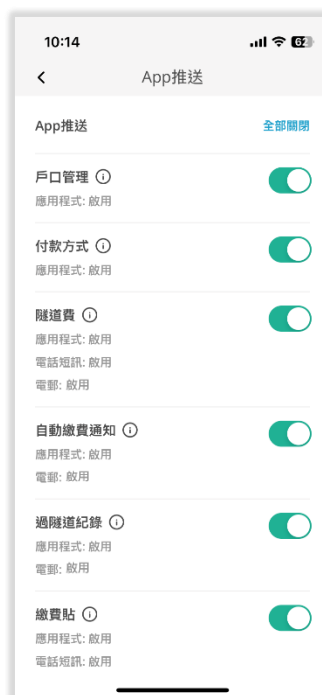 10:14
62
App推送
App推送
全部關閉
戶口管理
應用程式: 啟用
付款方式
應用程式: 啟用
隧道費
應用程式: 啟用
電話短訊: 啟用
電郵: 啟用
自動繳費通知
應用程式: 啟用
電郵: 啟用
過隧道紀錄
應用程式: 啟用
電郵: 啟用
繳費貼
應用程式: 啟用
電話短訊: 啟用